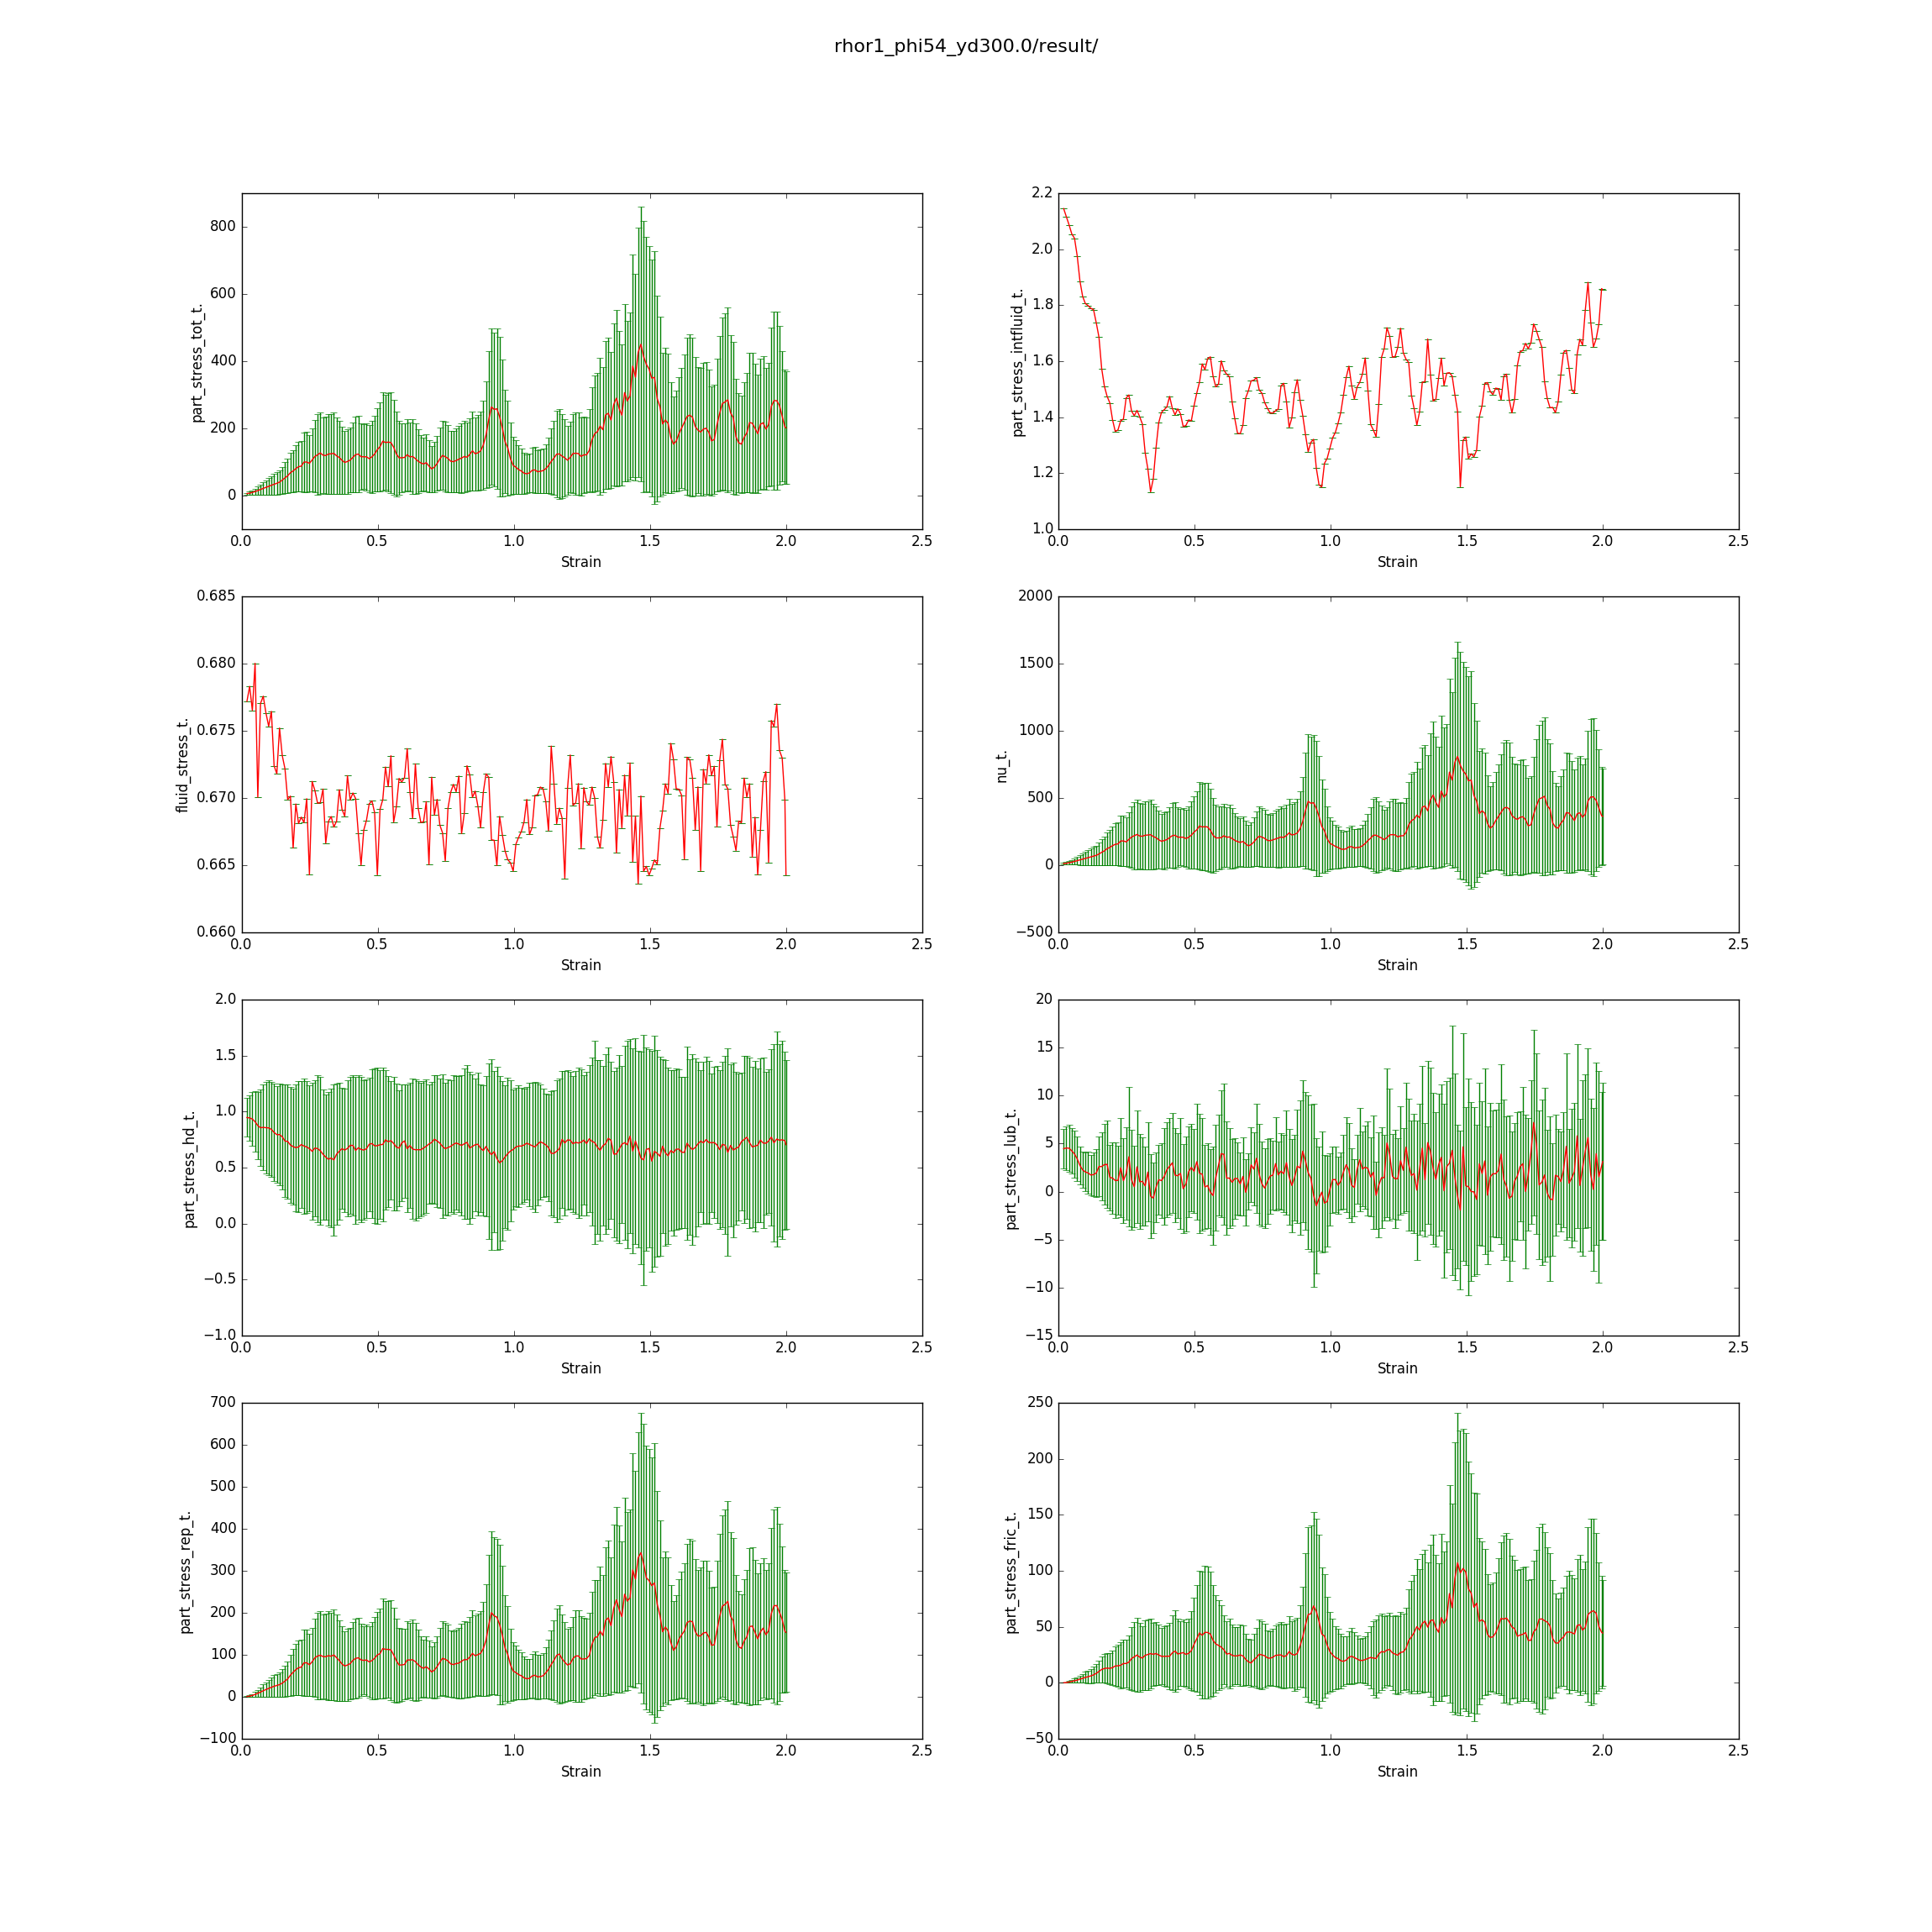 rhor1_phi54_yd300.0/result/
part_stress_tot_t.
800
600
400
200
0
0.0 0.5 1.0 1.5 2.0 2.5
Strain
part_stress_intfluid_t.
2.2
2.0
1.8
1.6
1.4
1.2
1.0
0.0 0.5 1.0 1.5 2.0 2.5
Strain
fluid_stress_t.
0.685
0.680
0.675
0.670
0.665
0.660
0.0 0.5 1.0 1.5 2.0 2.5
Strain
nu_t.
2000
1500
1000
500
0
−500
0.0 0.5 1.0 1.5 2.0 2.5
Strain
part_stress_hd_t.
2.0
1.5
1.0
0.5
0.0
−0.5
−1.0
0.0 0.5 1.0 1.5 2.0 2.5
Strain
part_stress_lub_t.
20
15
10
5
0
−5
−10
−15
0.0 0.5 1.0 1.5 2.0 2.5
Strain
part_stress_rep_t.
700
600
500
400
300
200
100
0
−100
0.0 0.5 1.0 1.5 2.0 2.5
Strain
part_stress_fric_t.
250
200
150
100
50
0
−50
0.0 0.5 1.0 1.5 2.0 2.5
Strain